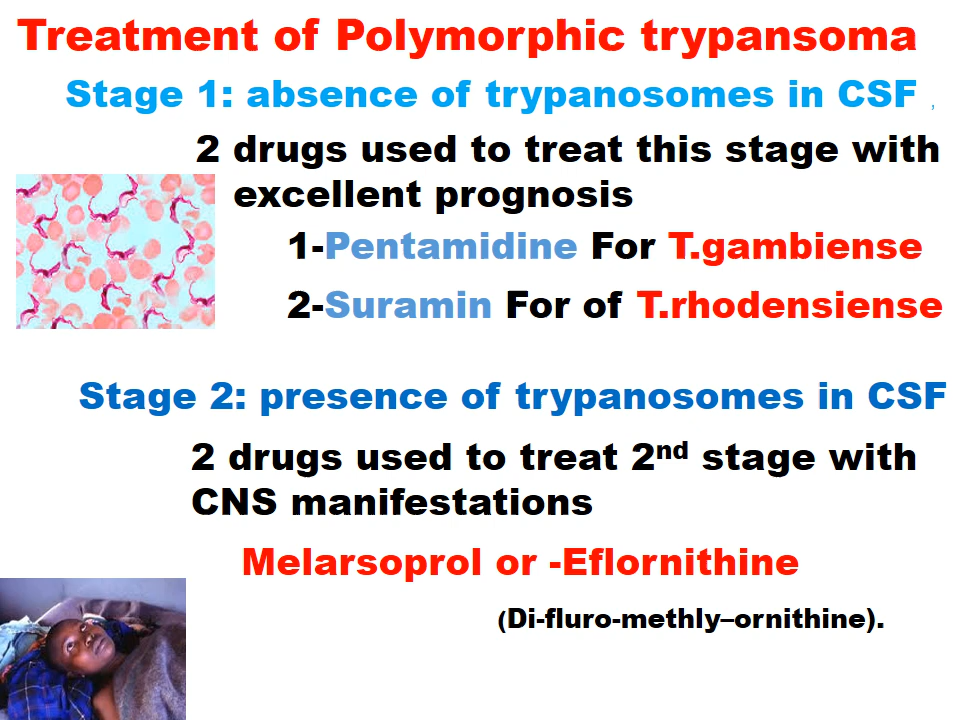 Treatment of Polymorphic trypansoma
Stage 1: absence of trypanosomes in CSF ,
2 drugs used to treat this stage with
excellent prognosis
1-Pentamidine For T.gambiense
2-Suramin For of T.rhodensiense
Stage 2: presence of trypanosomes in CSF
2 drugs used to treat 2nd stage with
CNS manifestations
Melarsoprol or -Eflornithine
(Di-fluro-methly–ornithine).